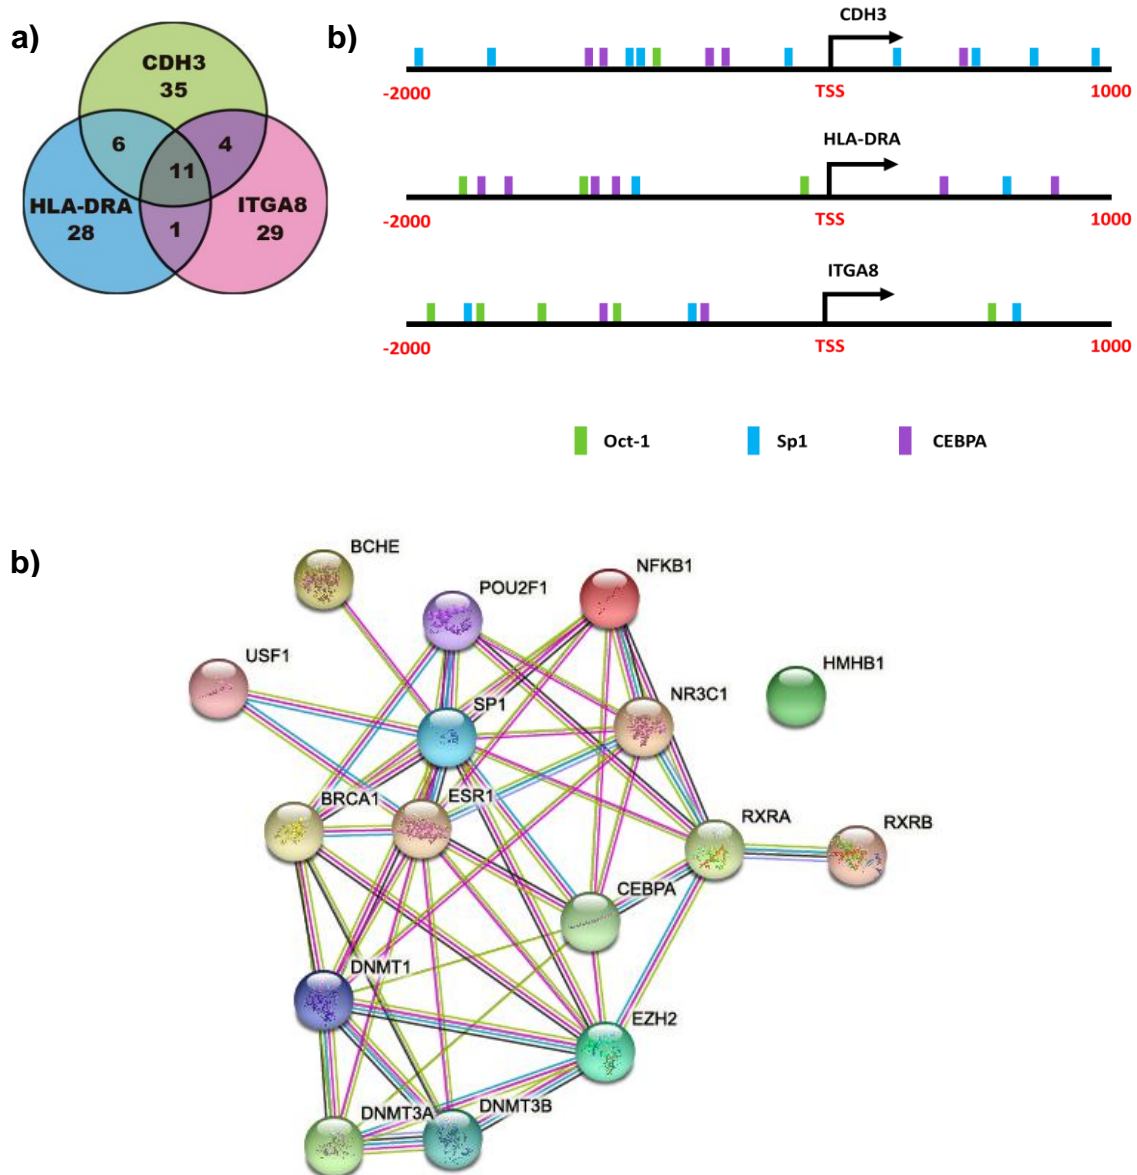 a)
CDH3
35
6
4
11
HLA-DRA
28
ITGA8
29
1
b)
CDH3
-2000
TSS
1000
HLA-DRA
-2000
TSS
1000
ITGA8
-2000
TSS
1000
Oct-1
Sp1
CEBPA
b)
BCHE
POU2F1
NFKB1
USF1
HMHB1
SP1
NR3C1
BRCA1
ESR1
RXRA
RXRB
CEBPA
DNMT1
EZH2
DNMT3A
DNMT3B